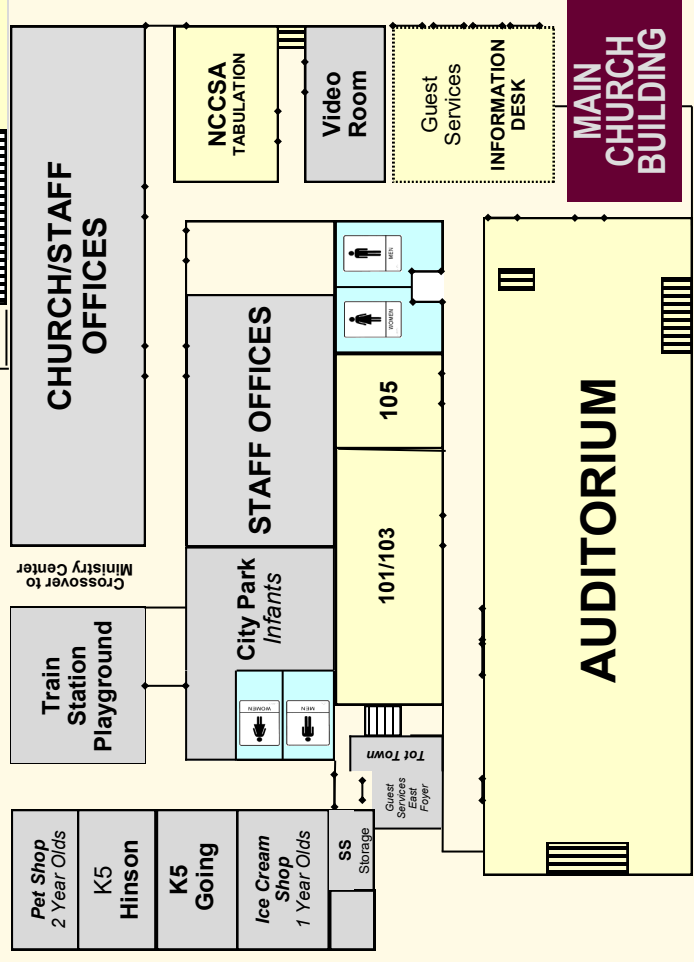 MAIN
CHURCH
BUILDING
CHURCH/STAFF
OFFICES
NCCSA
TABULATION
Video
Room
Guest
Services
INFORMATION
DESK
MEN
WOMEN
STAFF OFFICES
105
101/103
AUDITORIUM
Crossover to
Ministry Center
City Park
Infants
WOMEN
MEN
Train
Station
Playground
Tot Town
Guest
Services
East
Foyer
Pet Shop
2 Year Olds
K5
Hinson
K5
Going
Ice Cream
Shop
1 Year Olds
SS
Storage